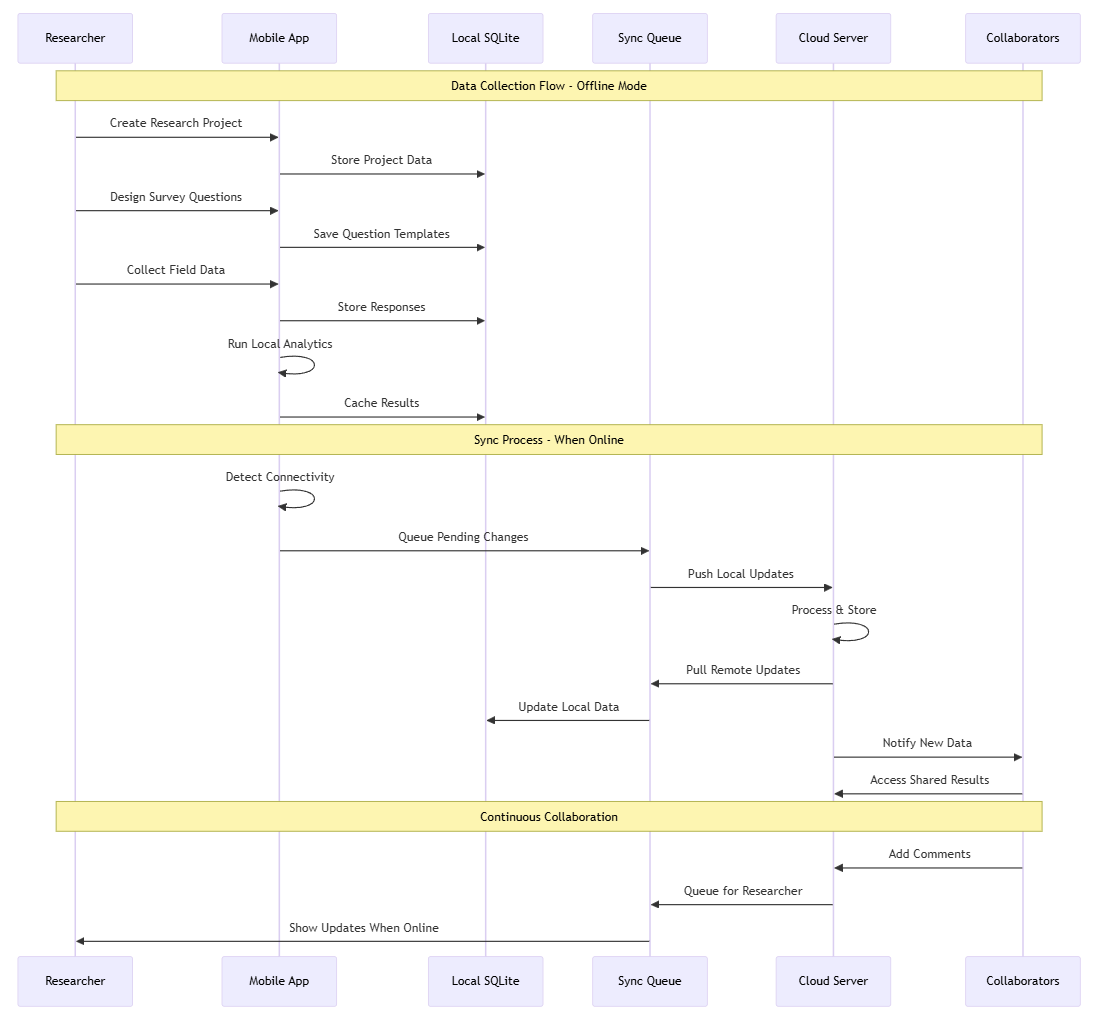 Researcher
Mobile App
Local SQLite
Sync Queue
Cloud Server
Collaborators
Data Collection Flow - Offline Mode
Create Research Project
Store Project Data
Design Survey Questions
Save Question Templates
Collect Field Data
Store Responses
Run Local Analytics
Cache Results
Sync Process - When Online
Detect Connectivity
Queue Pending Changes
Push Local Updates
Process & Store
Pull Remote Updates
Update Local Data
Notify New Data
Access Shared Results
Continuous Collaboration
Add Comments
Queue for Researcher
Show Updates When Online
Researcher
Mobile App
Local SQLite
Sync Queue
Cloud Server
Collaborators